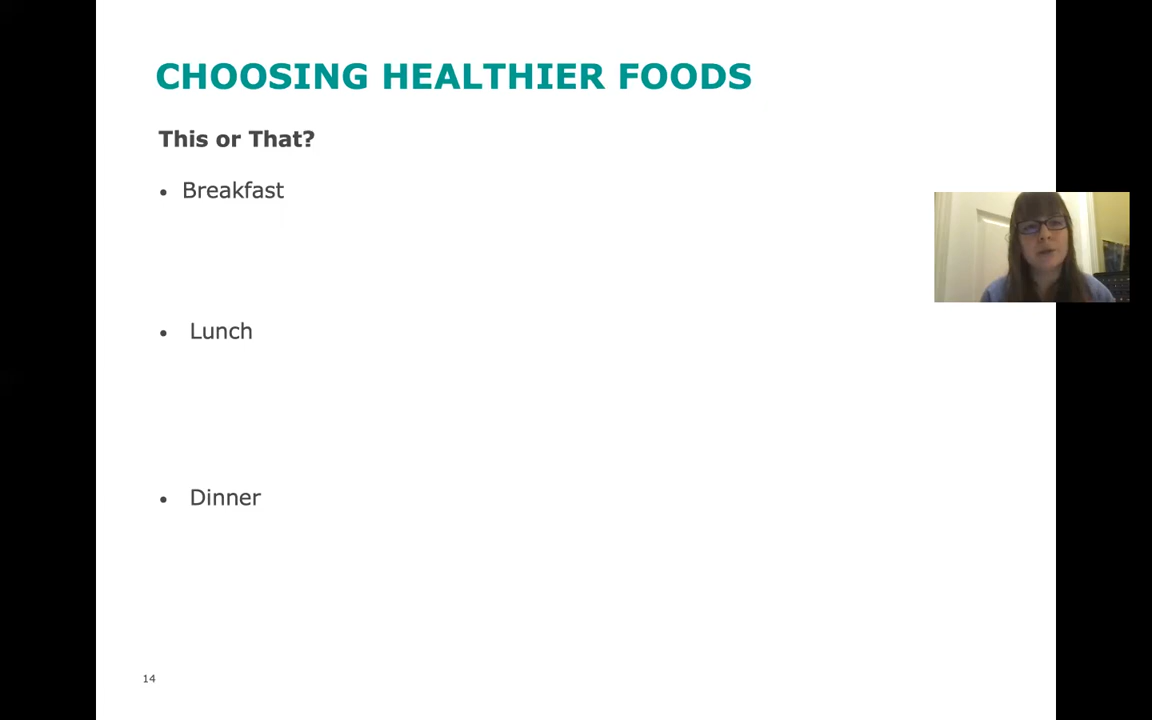 CHOOSING HEALTHIER FOODS
This or That?
• Breakfast
• Lunch
• Dinner
14